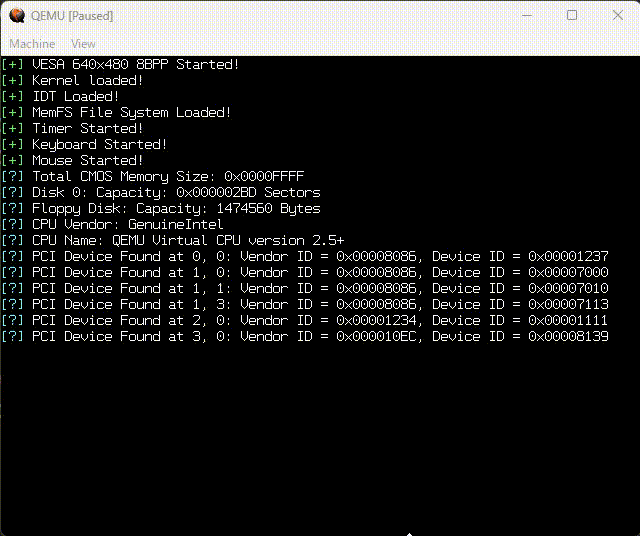 QEMU [Paused]
Machine View
[+] VESA 640x480 8BPP Started!
[+] Kernel loaded!
[+] IDT Loaded!
[+] MemFS File System Loaded!
[+] Timer Started!
[+] Keyboard Started!
[+] Mouse Started!
[?] Total CMOS Memory Size: 0x0000FFFF
[?] Disk 0: Capacity: 0x000002BD Sectors
[?] Floppy Disk: Capacity: 1474560 Bytes
[?] CPU Vendor: GenuineIntel
[?] CPU Name: QEMU Virtual CPU version 2.5+
[?] PCI Device Found at 0, 0: Vendor ID = 0x00008086, Device ID = 0x00001237
[?] PCI Device Found at 1, 0: Vendor ID = 0x00008086, Device ID = 0x00007000
[?] PCI Device Found at 1, 1: Vendor ID = 0x00008086, Device ID = 0x00007010
[?] PCI Device Found at 1, 3: Vendor ID = 0x00008086, Device ID = 0x00007113
[?] PCI Device Found at 2, 0: Vendor ID = 0x00001234, Device ID = 0x00001111
[?] PCI Device Found at 3, 0: Vendor ID = 0x000010EC, Device ID = 0x00008139